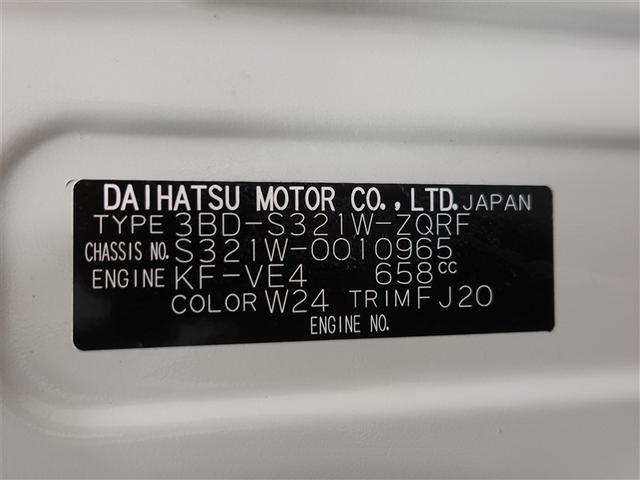 DAIHATSU MOTOR CO.,LTD. JAPAN
TYPE 3BD-S321W-ZQRF
CHASSIS NO. S321W-0010965
ENGINE KF-VE4 658cc
COLOR W24 TRIM FJ20
ENGINE NO.